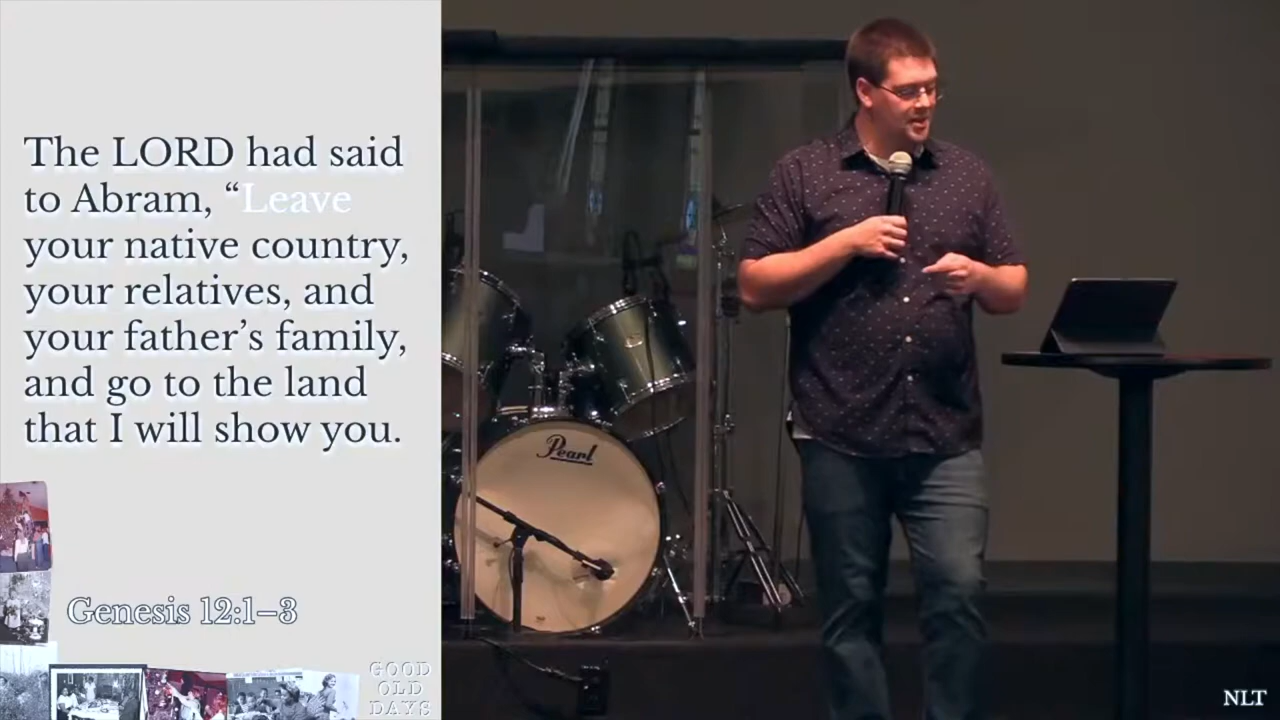 The LORD had said
to Abram, “Leave
your native country,
your relatives, and
your father’s family,
and go to the land
that I will show you.
Genesis 12:1–3
GOOD
OLD
DAYS
Pearl
NLT